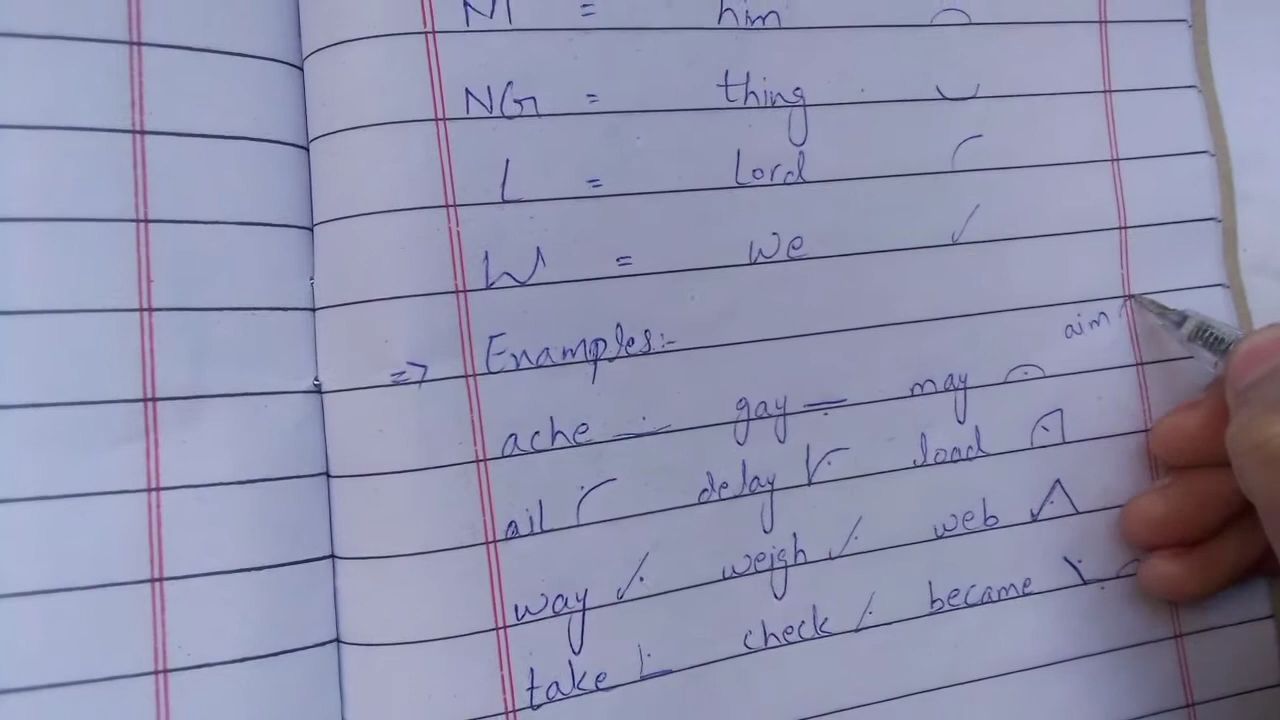 M = him
NG = thing
L = Lord
W = we
=> Examples:-
aim
ache gay may
ail delay load
way weigh web
take check became